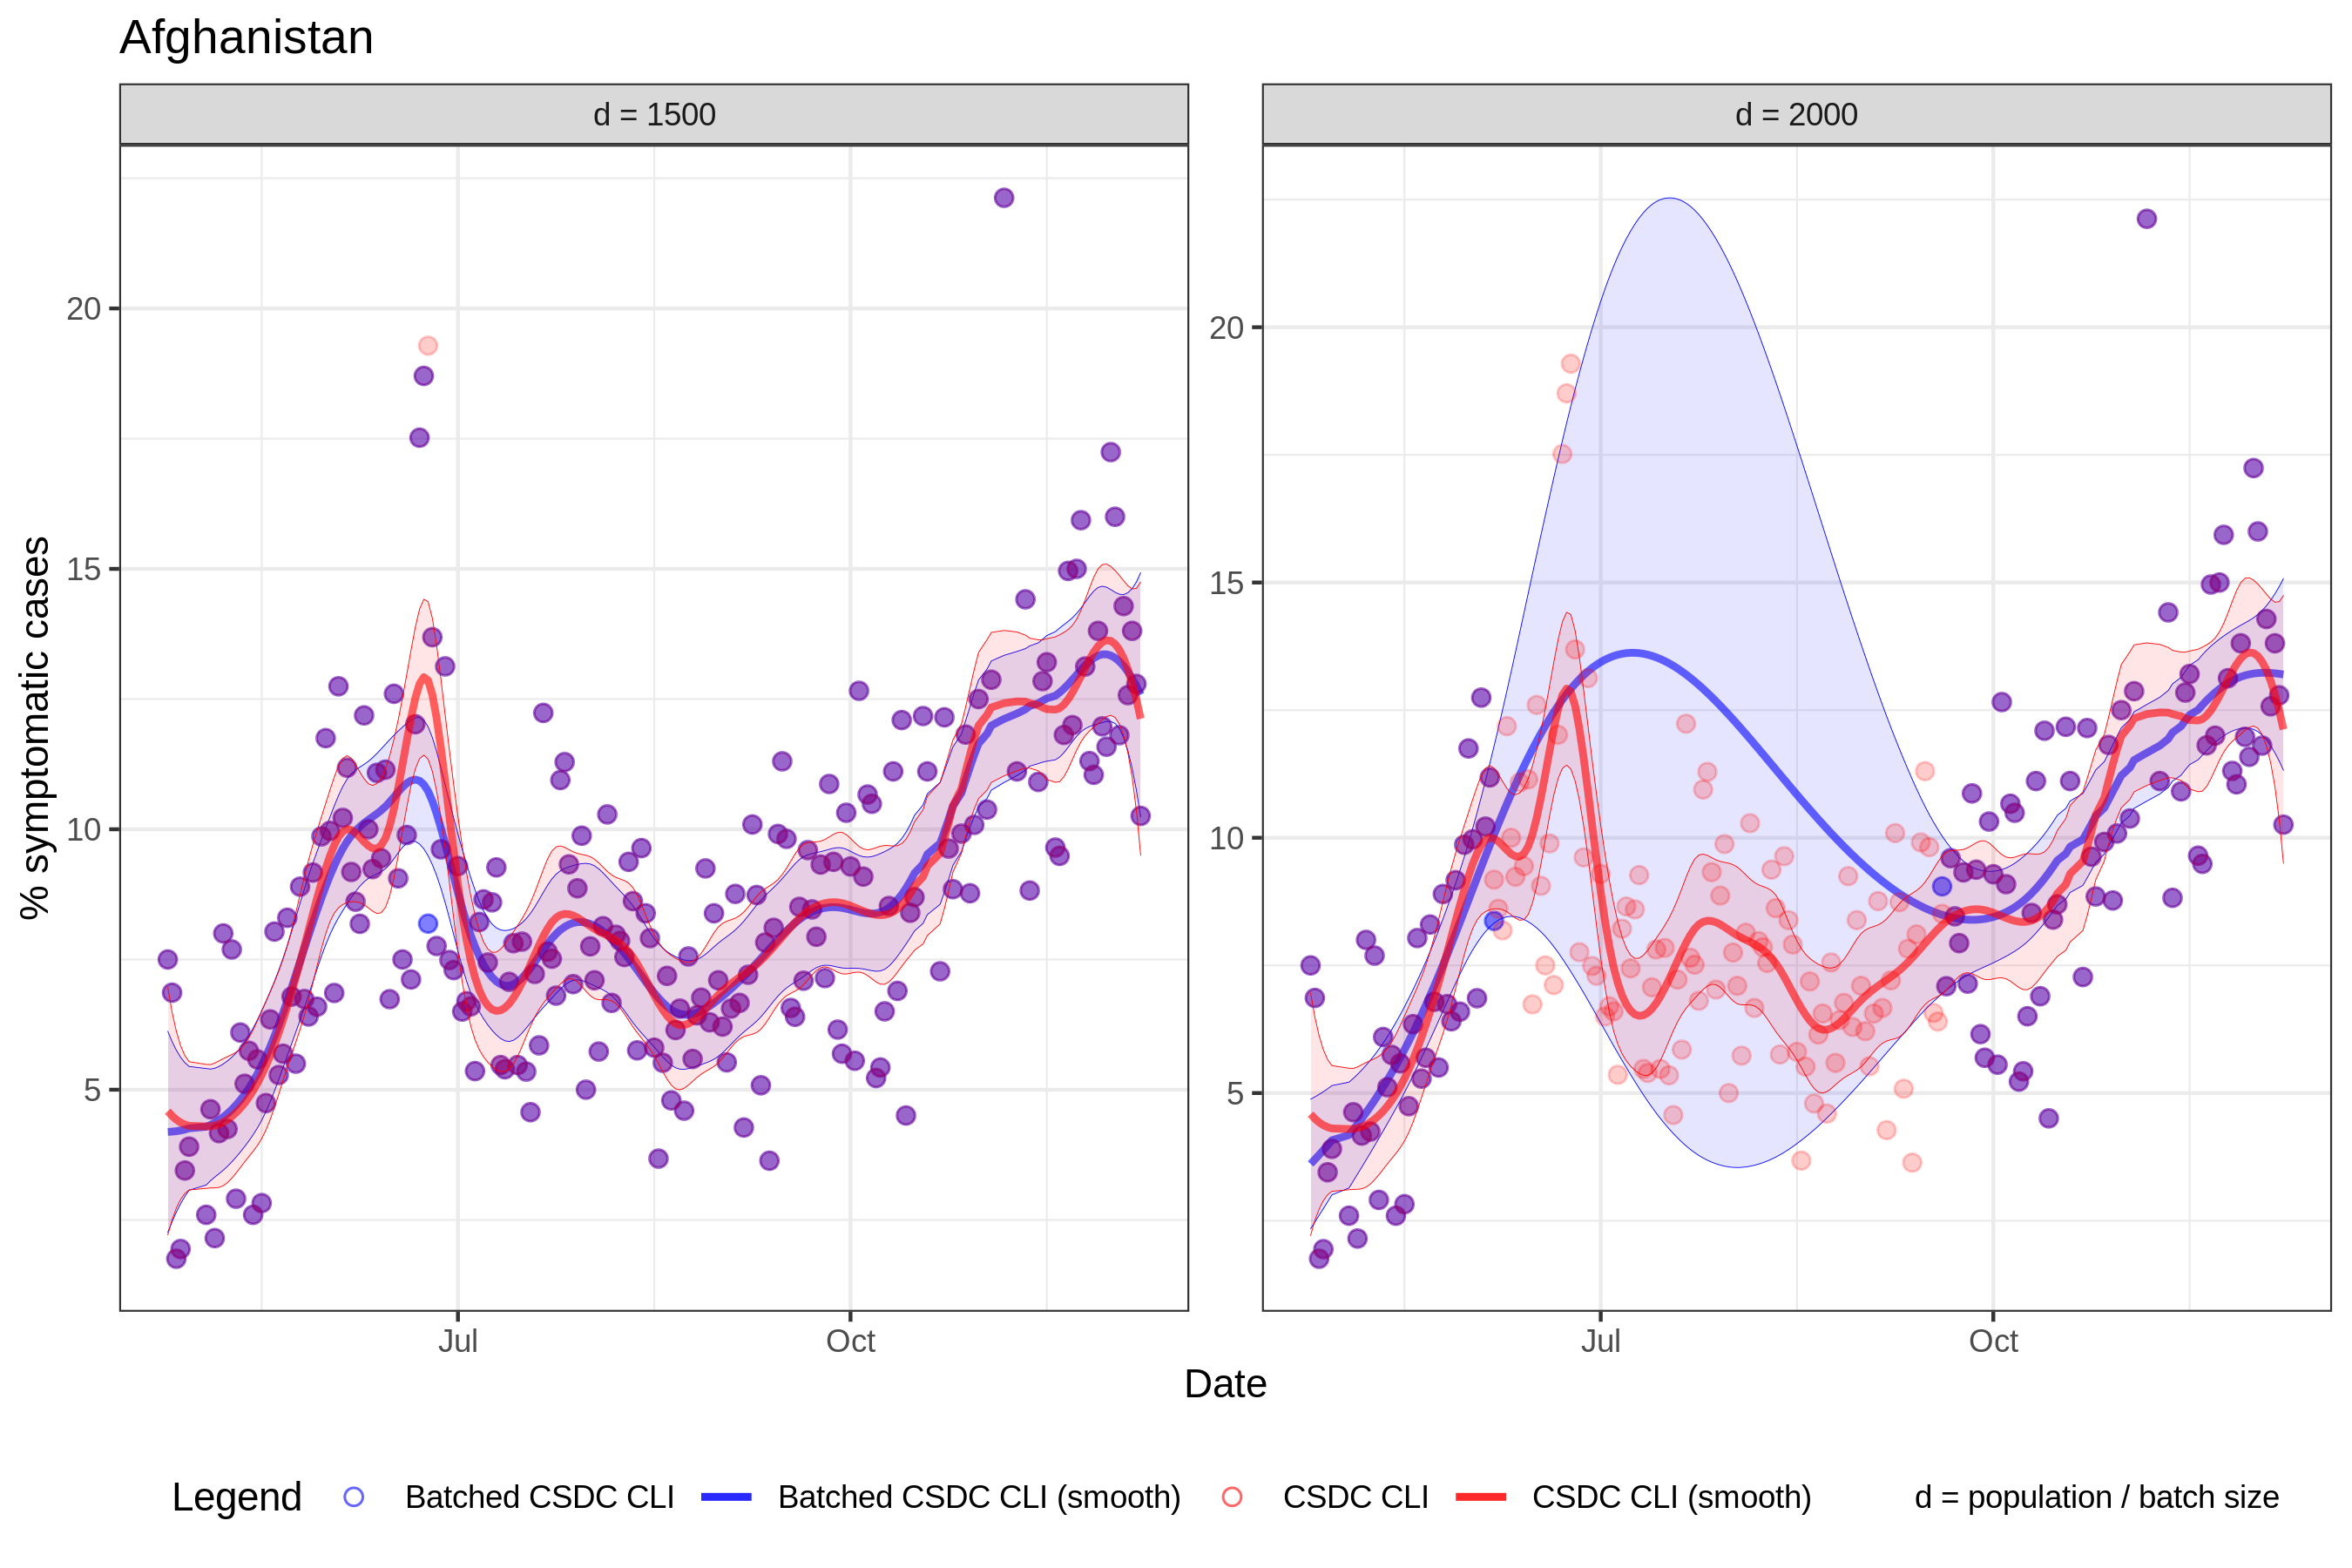 Afghanistan
d = 1500
d = 2000
% symptomatic cases
20
15
10
5
20
15
10
5
Jul
Oct
Jul
Oct
Date
Legend
Batched CSDC CLI
Batched CSDC CLI (smooth)
CSDC CLI
CSDC CLI (smooth)
d = population / batch size